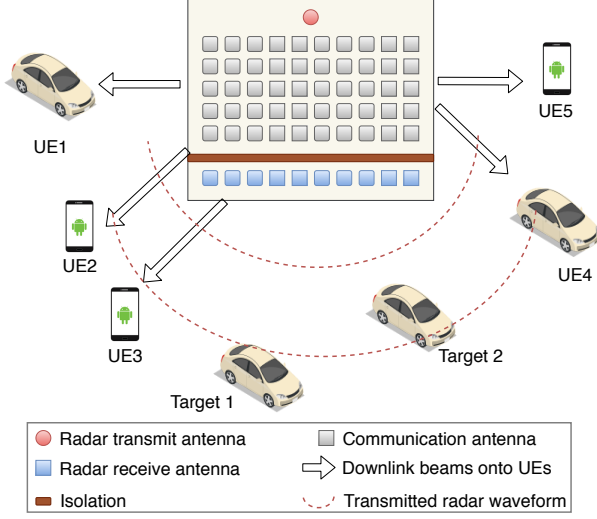 UE1
UE5
UE2
UE4
UE3
Target 2
Target 1
Radar transmit antenna
Communication antenna
Radar receive antenna
Downlink beams onto UEs
Isolation
Transmitted radar waveform